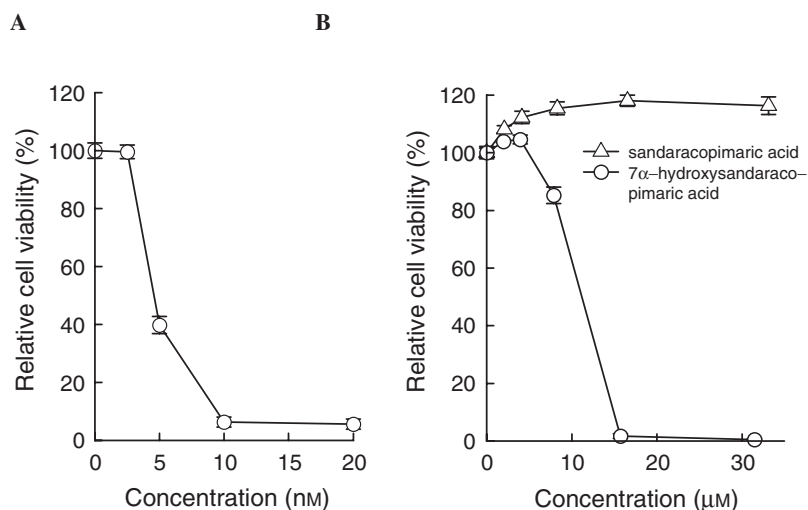 A
B
120
100
80
60
40
20
0
Relative cell viability (%)
0
5
10
15
20
Concentration (nM)
120
100
80
60
40
20
0
Relative cell viability (%)
sandaracopimaric acid
7α–hydroxysandaraco–
pimaric acid
0
10
20
30
Concentration (μM)